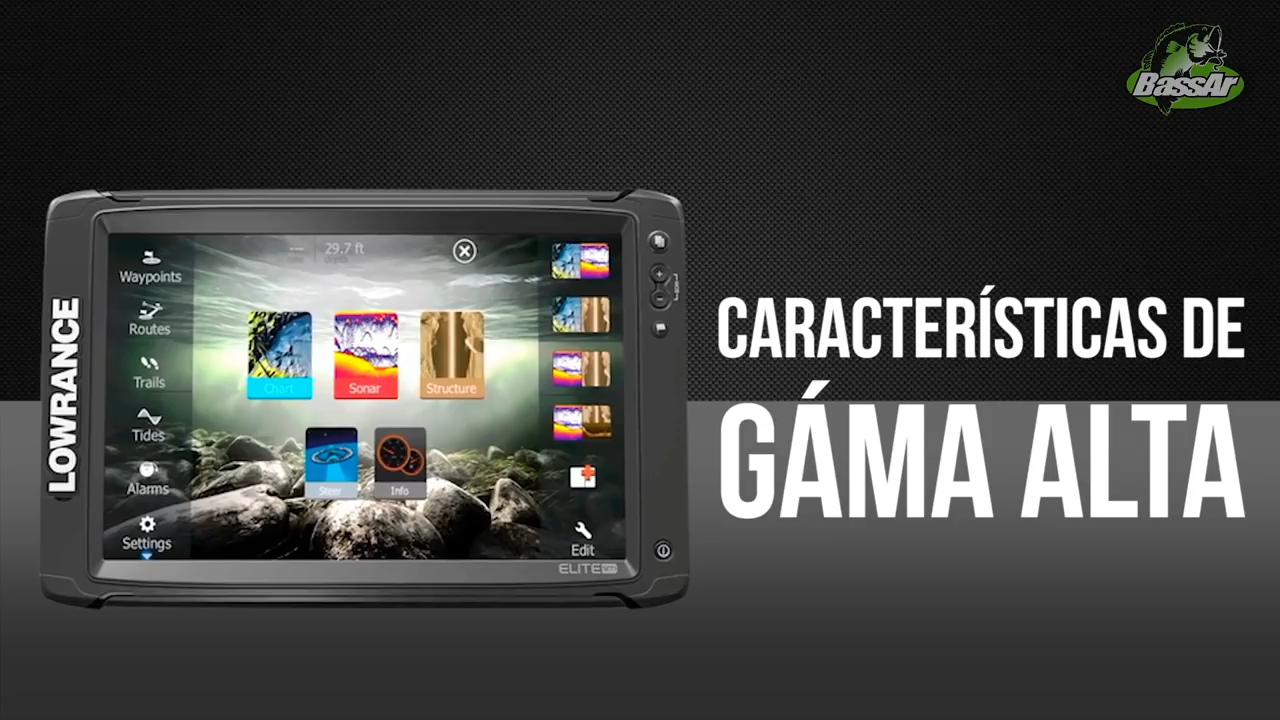 BassAr
29.7 ft
Waypoints
Routes
Trails
Tides
Alarms
Settings
Chart
Sonar
Structure
Steer
Info
Edit
LOWRANCE
ELITE
CARACTERÍSTICAS DE
GÁMA ALTA